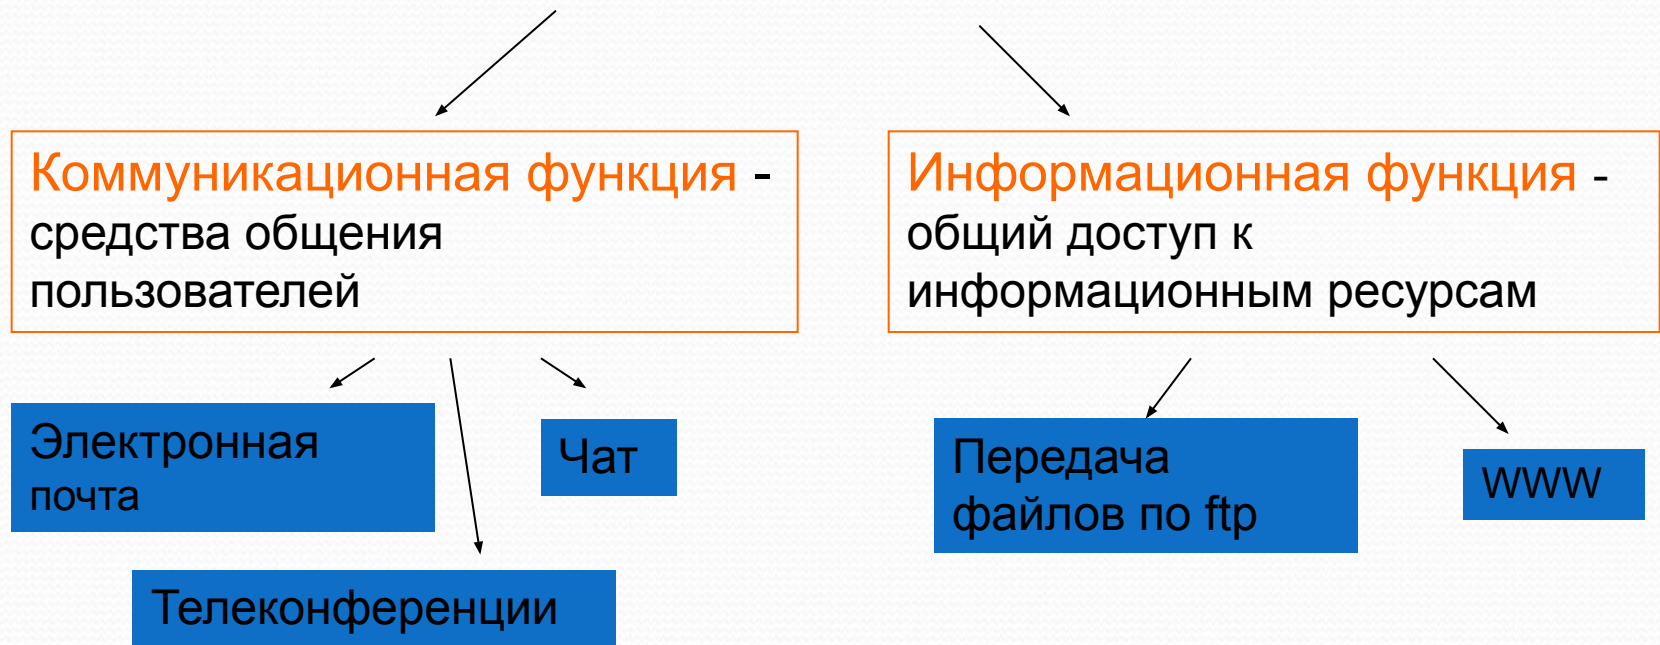 Коммуникационная функция -
средства общения
пользователей
Информационная функция -
общий доступ к
информационным ресурсам
Электронная
почта
Чат
Телеконференции
Передача
файлов по ftp
WWW